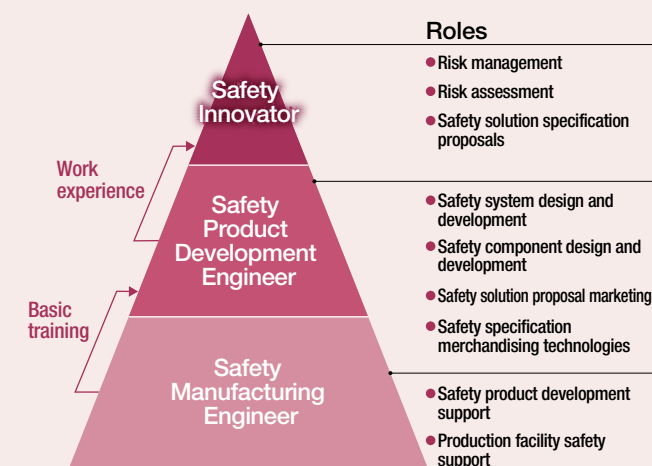 Roles
Safety
Innovator
● Risk management
● Risk assessment
● Safety solution specification
proposals
Work
experience
Safety
Product
Development
Engineer
● Safety system design and
development
● Safety component design and
development
● Safety solution proposal marketing
● Safety specification
merchandising technologies
Basic
training
Safety
Manufacturing
Engineer
● Safety product development
support
● Production facility safety
support